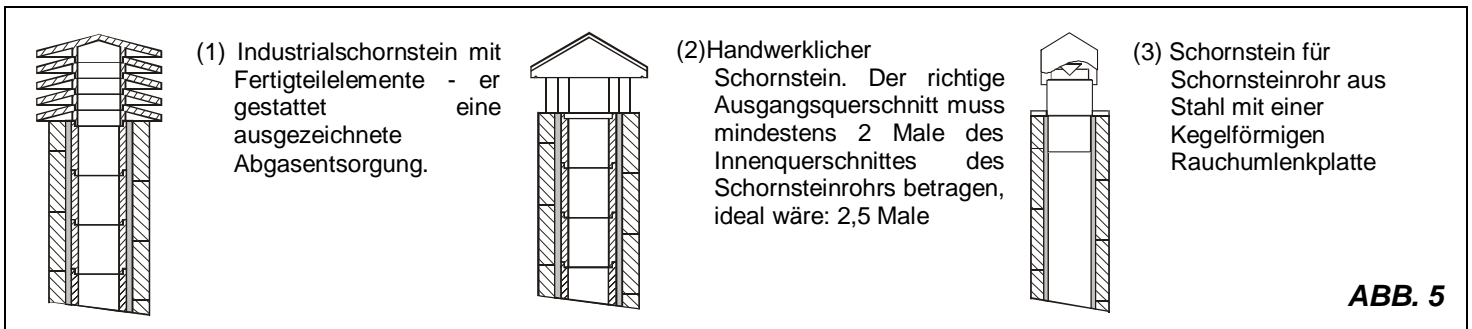 (1) Industrialschornstein mit
Fertigteilelemente - er
gestattet eine
ausgezeichnete
Abgasentsorgung.
(2)Handwerklicher
Schornstein. Der richtige
Ausgangsquerschnitt muss
mindestens 2 Male des
Innenquerschnittes des
Schornsteinrohrs betragen,
ideal wäre: 2,5 Male
(3) Schornstein für
Schornsteinrohr aus
Stahl mit einer
Kegelförmigen
Rauchumlenkplatte
ABB. 5